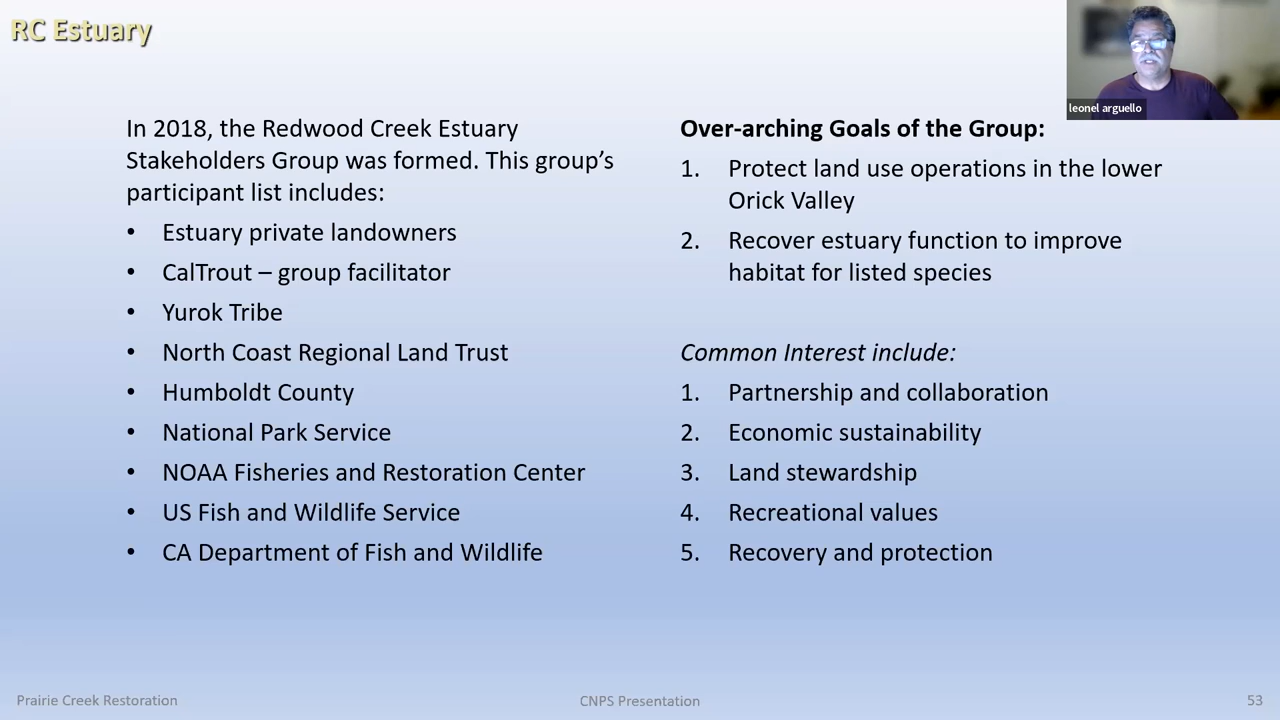 RC Estuary
leonel arguello
In 2018, the Redwood Creek Estuary
Stakeholders Group was formed. This group’s
participant list includes:
• Estuary private landowners
• CalTrout – group facilitator
• Yurok Tribe
• North Coast Regional Land Trust
• Humboldt County
• National Park Service
• NOAA Fisheries and Restoration Center
• US Fish and Wildlife Service
• CA Department of Fish and Wildlife
Over-arching Goals of the Group:
1. Protect land use operations in the lower
Orick Valley
2. Recover estuary function to improve
habitat for listed species
Common Interest include:
1. Partnership and collaboration
2. Economic sustainability
3. Land stewardship
4. Recreational values
5. Recovery and protection
Prairie Creek Restoration
CNPS Presentation
53